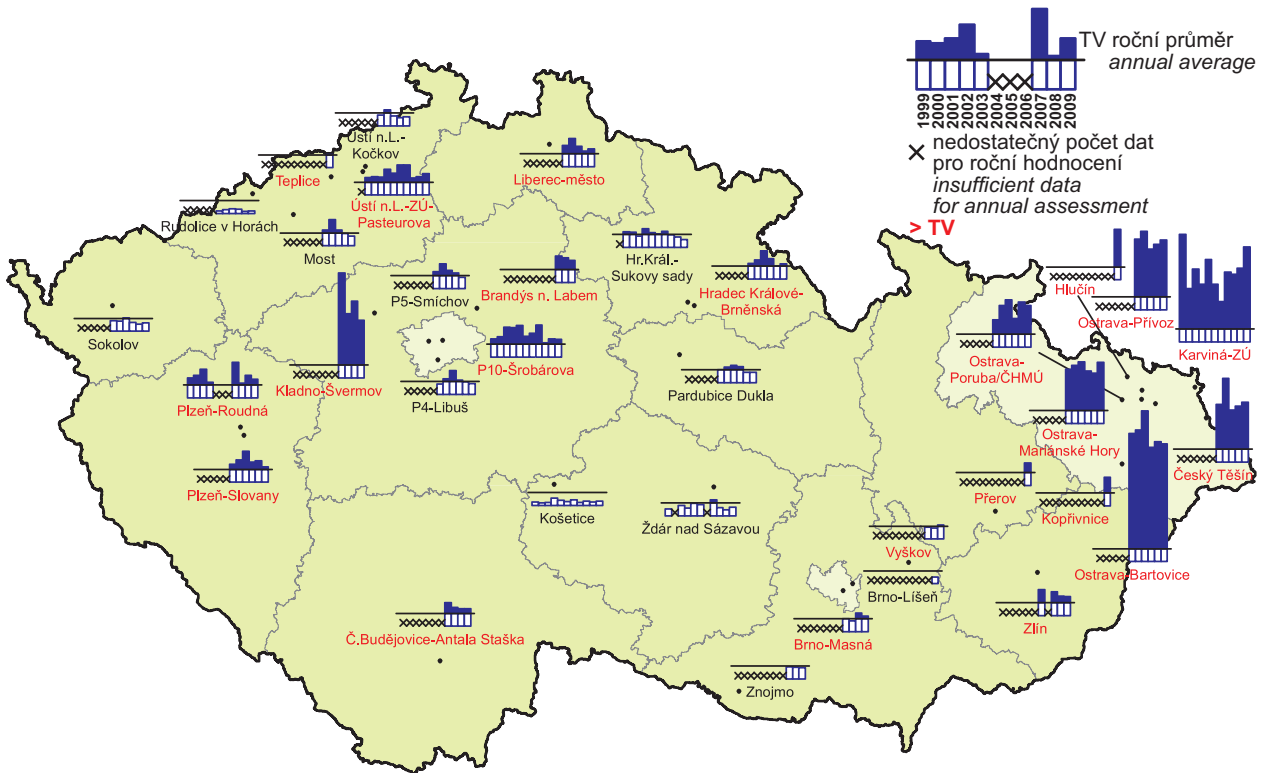 TV roční průměr
annual average
1999
2000
2001
2002
2003
2004
2005
2006
2007
2008
2009
nedostatečný počet dat
pro roční hodnocení
insufficient data
for annual assessment
> TV
Ústí n.L.-
Kočkov
Teplice
Ústí n.L.-ZÚ-
Pasteurova
Rudolice v Horách
Most
Liberec-město
Hr.Král.-
Sukovy sady
P5-Smíchov
Brandýs n. Labem
Hradec Králové-
Brněnská
Hlučín
Ostrava-Přívoz
Karviná-ZÚ
Sokolov
Kladno-Švermov
P10-Šrobárova
Ostrava-
Poruba/ČHMÚ
Plzeň-Roudná
P4-Libuš
Pardubice Dukla
Ostrava-
Mariánské Hory
Český Těšín
Plzeň-Slovany
Košetice
Ždár nad Sázavou
Přerov
Kopřivnice
Vyškov
Ostrava-Bartovice
Brno-Líšeň
Č.Budějovice-Antala Staška
Brno-Masná
Zlín
Znojmo